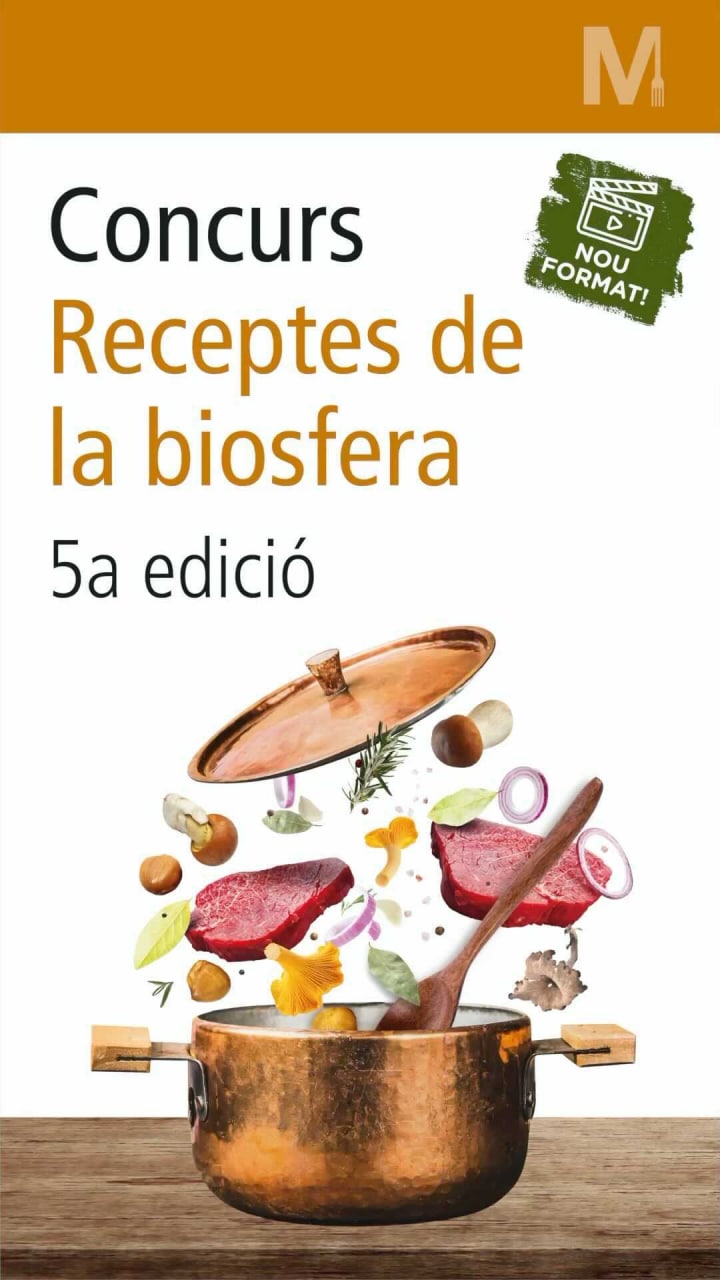 M
Concurs
NOU
FORMAT!
Receptes de
la biosfera
5a edició